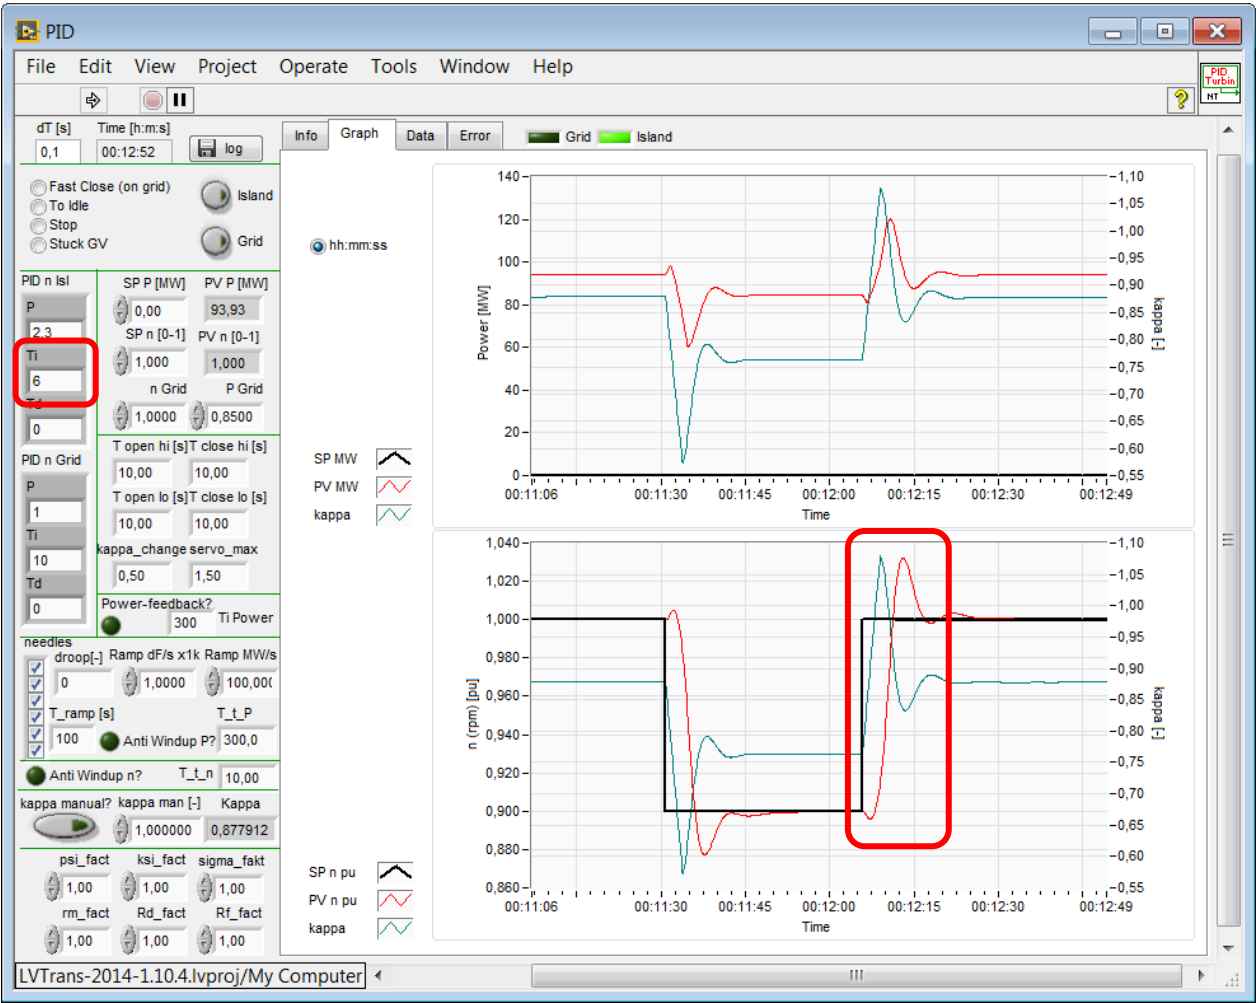 PID
File Edit View Project Operate Tools Window Help
PID
Turbin
NT
dT [s] Time [h:m:s]
0,1 00:12:52 log
Info Graph Data Error Grid Island
Fast Close (on grid)
To Idle
Stop
Stuck GV
Island
Grid
hh:mm:ss
PID n Isl
P
2,3
Ti
6
Td
0
SP P [MW] PV P [MW]
0,00 93,93
SP n [0-1] PV n [0-1]
1,000 1,000
n Grid P Grid
1,0000 0,8500
T open hi [s] T close hi [s]
10,00 10,00
T open lo [s] T close lo [s]
10,00 10,00
kappa_change servo_max
0,50 1,50
PID n Grid
P
1
Ti
10
Td
0
Power-feedback?
300 Ti Power
needles
droop[-] Ramp dF/s x1k Ramp MW/s
0 1,0000 100,00(
T_ramp [s] T_t_P
100 Anti Windup P? 300,0
Anti Windup n? T_t_n 10,00
kappa manual? kappa man [-] Kappa
1,000000 0,877912
psi_fact ksi_fact sigma_fakt
1,00 1,00 1,00
rm_fact Rd_fact Rf_fact
1,00 1,00 1,00
SP MW
PV MW
kappa
Power [MW]
140
120
100
80
60
40
20
0
1,10
1,05
1,00
0,95
0,90
0,85
0,80
0,75
0,70
0,65
0,60
0,55
kappa [-]
00:11:06 00:11:30 00:11:45 00:12:00 00:12:15 00:12:30 00:12:49
Time
SP n pu
PV n pu
kappa
n (rpm) [pu]
1,040
1,020
1,000
0,980
0,960
0,940
0,920
0,900
0,880
0,860
1,10
1,05
1,00
0,95
0,90
0,85
0,80
0,75
0,70
0,65
0,60
0,55
kappa [-]
00:11:06 00:11:30 00:11:45 00:12:00 00:12:15 00:12:30 00:12:49
Time
LVTrans-2014-1.10.4.lvproj/My Computer